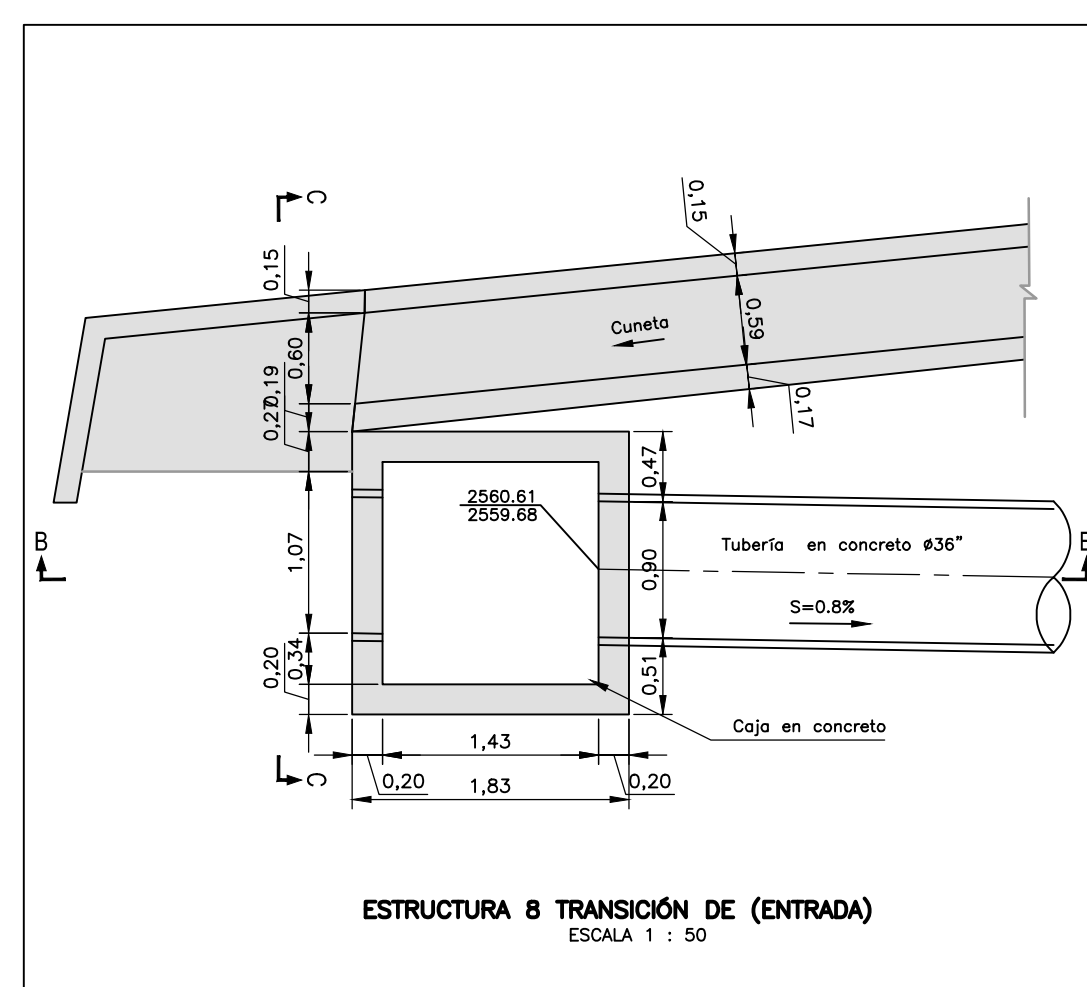 C
0,15
0,15
0,59
Cuneta
0,60
0,19
0,27
0,17
0,47
2560.61
2559.68
B
B
Tubería en concreto ø36”
0,90
1,07
S=0.8%
0,34
0,20
0,51
Caja en concreto
1,43
C
0,20
1,83
0,20
ESTRUCTURA 8 TRANSICIÓN DE (ENTRADA)
ESCALA 1 : 50